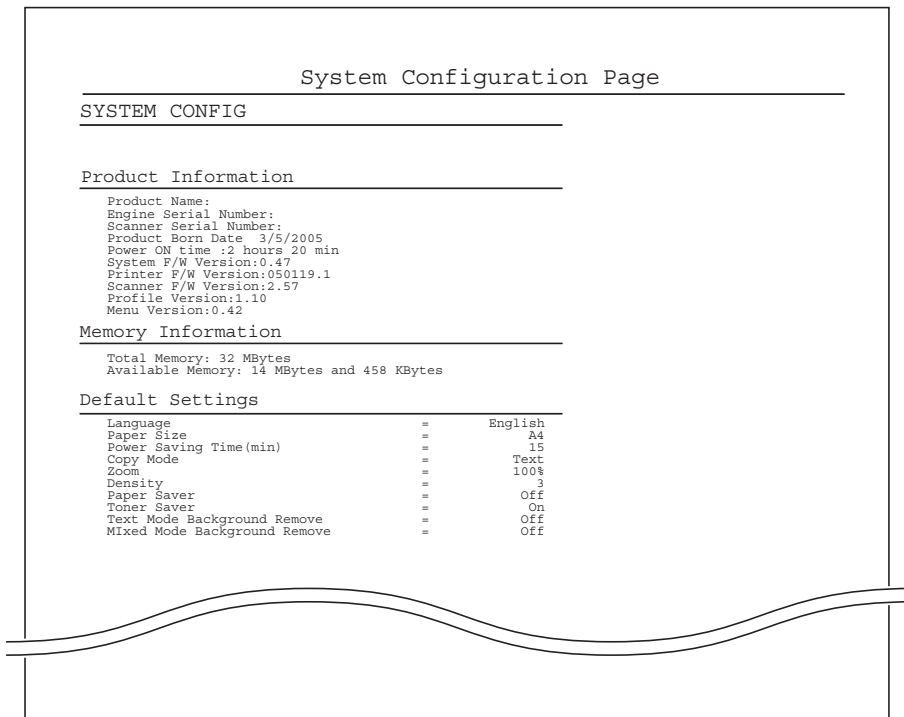 System Configuration Page
SYSTEM CONFIG
Product Information
Product Name:
Engine Serial Number:
Scanner Serial Number:
Product Born Date  3/5/2005
Power ON time :2 hours 20 min
System F/W Version:0.47
Printer F/W Version:050119.1
Scanner F/W Version:2.57
Profile Version:1.10
Menu Version:0.42
Memory Information
Total Memory: 32 MBytes
Available Memory: 14 MBytes and 458 KBytes
Default Settings
Language = English
Paper Size = A4
Power Saving Time(min) = 15
Copy Mode = Text
Zoom = 100%
Density = 3
Paper Saver = Off
Toner Saver = On
Text Mode Background Remove = Off
MIxed Mode Background Remove = Off